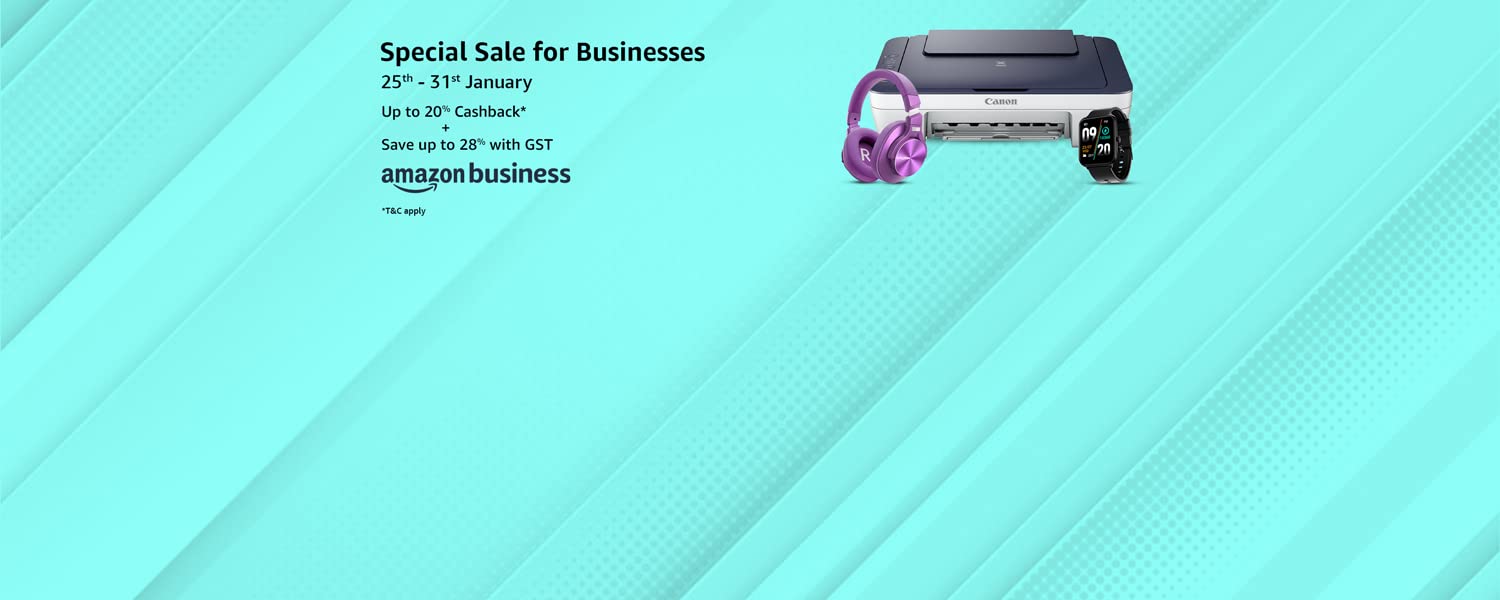 Special Sale for Businesses
25th - 31st January
Up to 20% Cashback*
+
Save up to 28% with GST
amazon business
*T&C apply
Canon
R
09
20